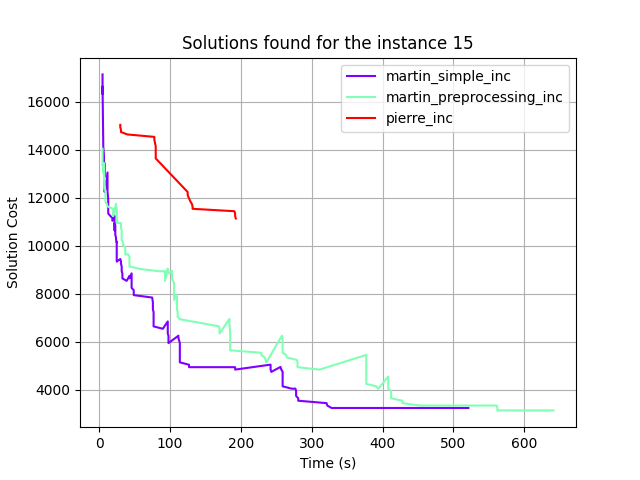 Solutions found for the instance 15
martin_simple_inc
martin_preprocessing_inc
pierre_inc
Solution Cost
16000
14000
12000
10000
8000
6000
4000
0 100 200 300 400 500 600
Time (s)